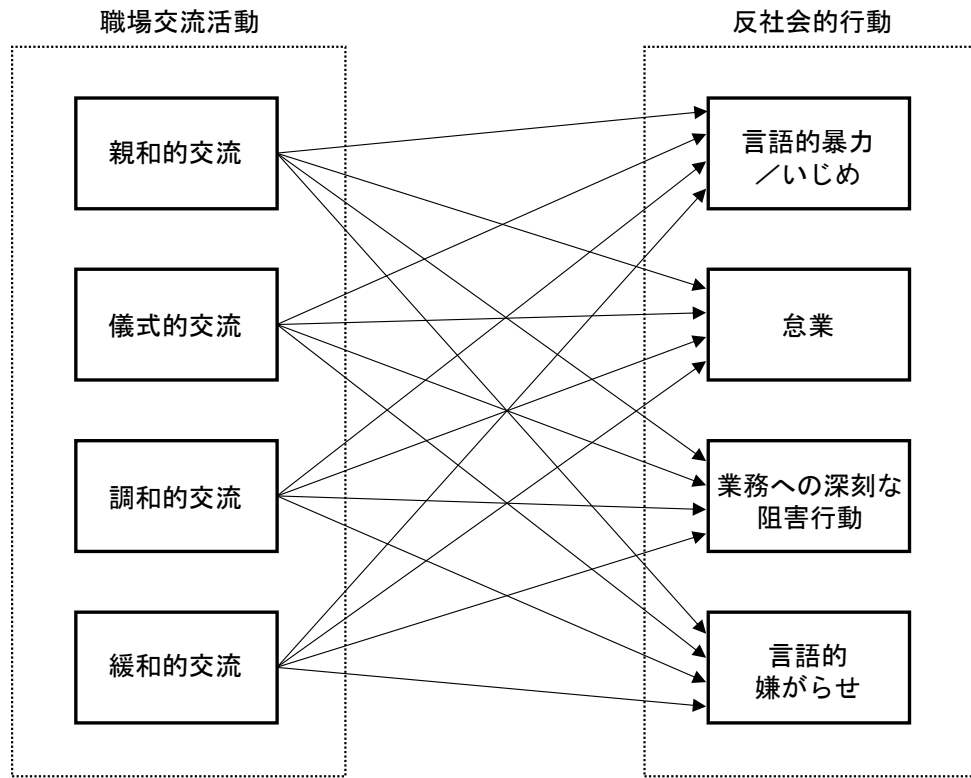 職場交流活動
親和的交流
儀式的交流
調和的交流
緩和的交流
反社会的行動
言語的暴力
／いじめ
怠業
業務への深刻な
阻害行動
言語的
嫌がらせ